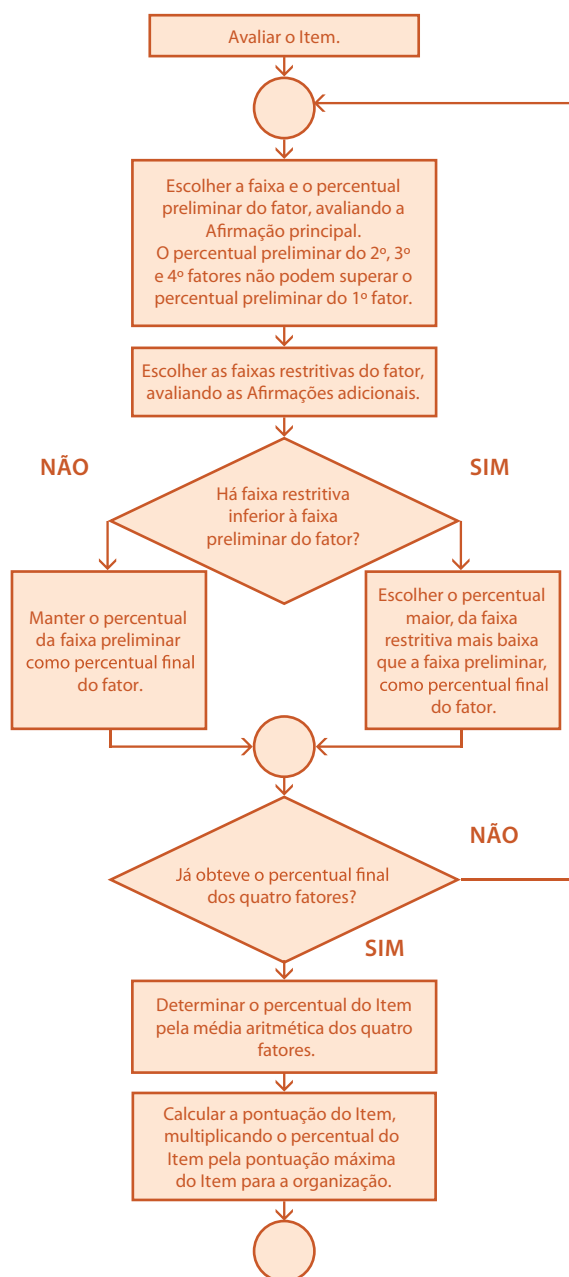 Avaliar o Item.
Escolher a faixa e o percentual
preliminar do fator, avaliando a
Afirmação principal.
O percentual preliminar do 2º, 3º
e 4º fatores não podem superar o
percentual preliminar do 1º fator.
Escolher as faixas restritivas do fator,
avaliando as Afirmações adicionais.
NÃO
SIM
Há faixa restritiva
inferior à faixa
preliminar do fator?
Manter o percentual
da faixa preliminar
como percentual final
do fator.
Escolher o percentual
maior, da faixa
restritiva mais baixa
que a faixa preliminar,
como percentual final
do fator.
NÃO
Já obteve o percentual final
dos quatro fatores?
SIM
Determinar o percentual do Item
pela média aritmética dos quatro
fatores.
Calcular a pontuação do Item,
multiplicando o percentual do
Item pela pontuação máxima
do Item para a organização.